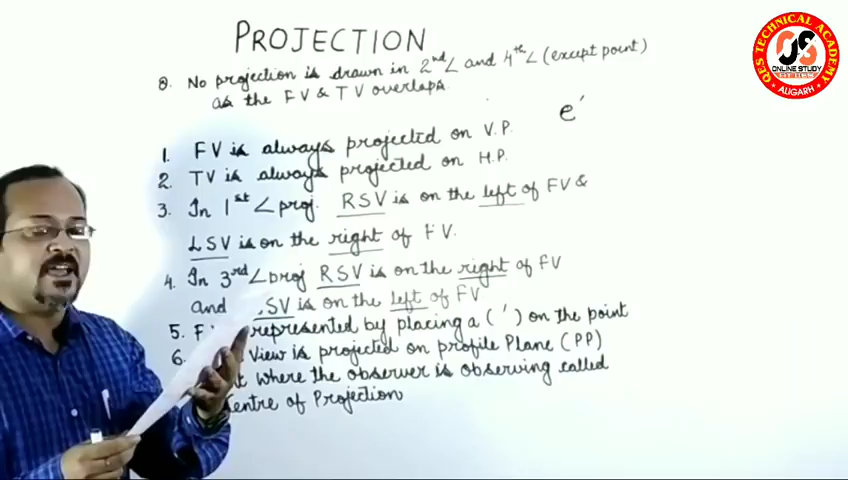 PROJECTION
Q. No projection is drawn in 2nd ∠ and 4th ∠ (except point)
as the FV & TV overlaps.
e'
1. FV is always projected on V.P.
2. TV is always projected on H.P.
3. In 1st ∠ proj. RSV is on the left of FV &
LSV is on the right of FV.
4. In 3rd ∠ proj RSV is on the right of FV
and SV is on the left of FV
5. F represented by placing a ( ' ) on the point
6. View is projected on profile Plane (PP)
where the observer is observing called
Centre of Projection
QES TECHNICAL ACADEMY
QS
ONLINE STUDY
ALIGARH